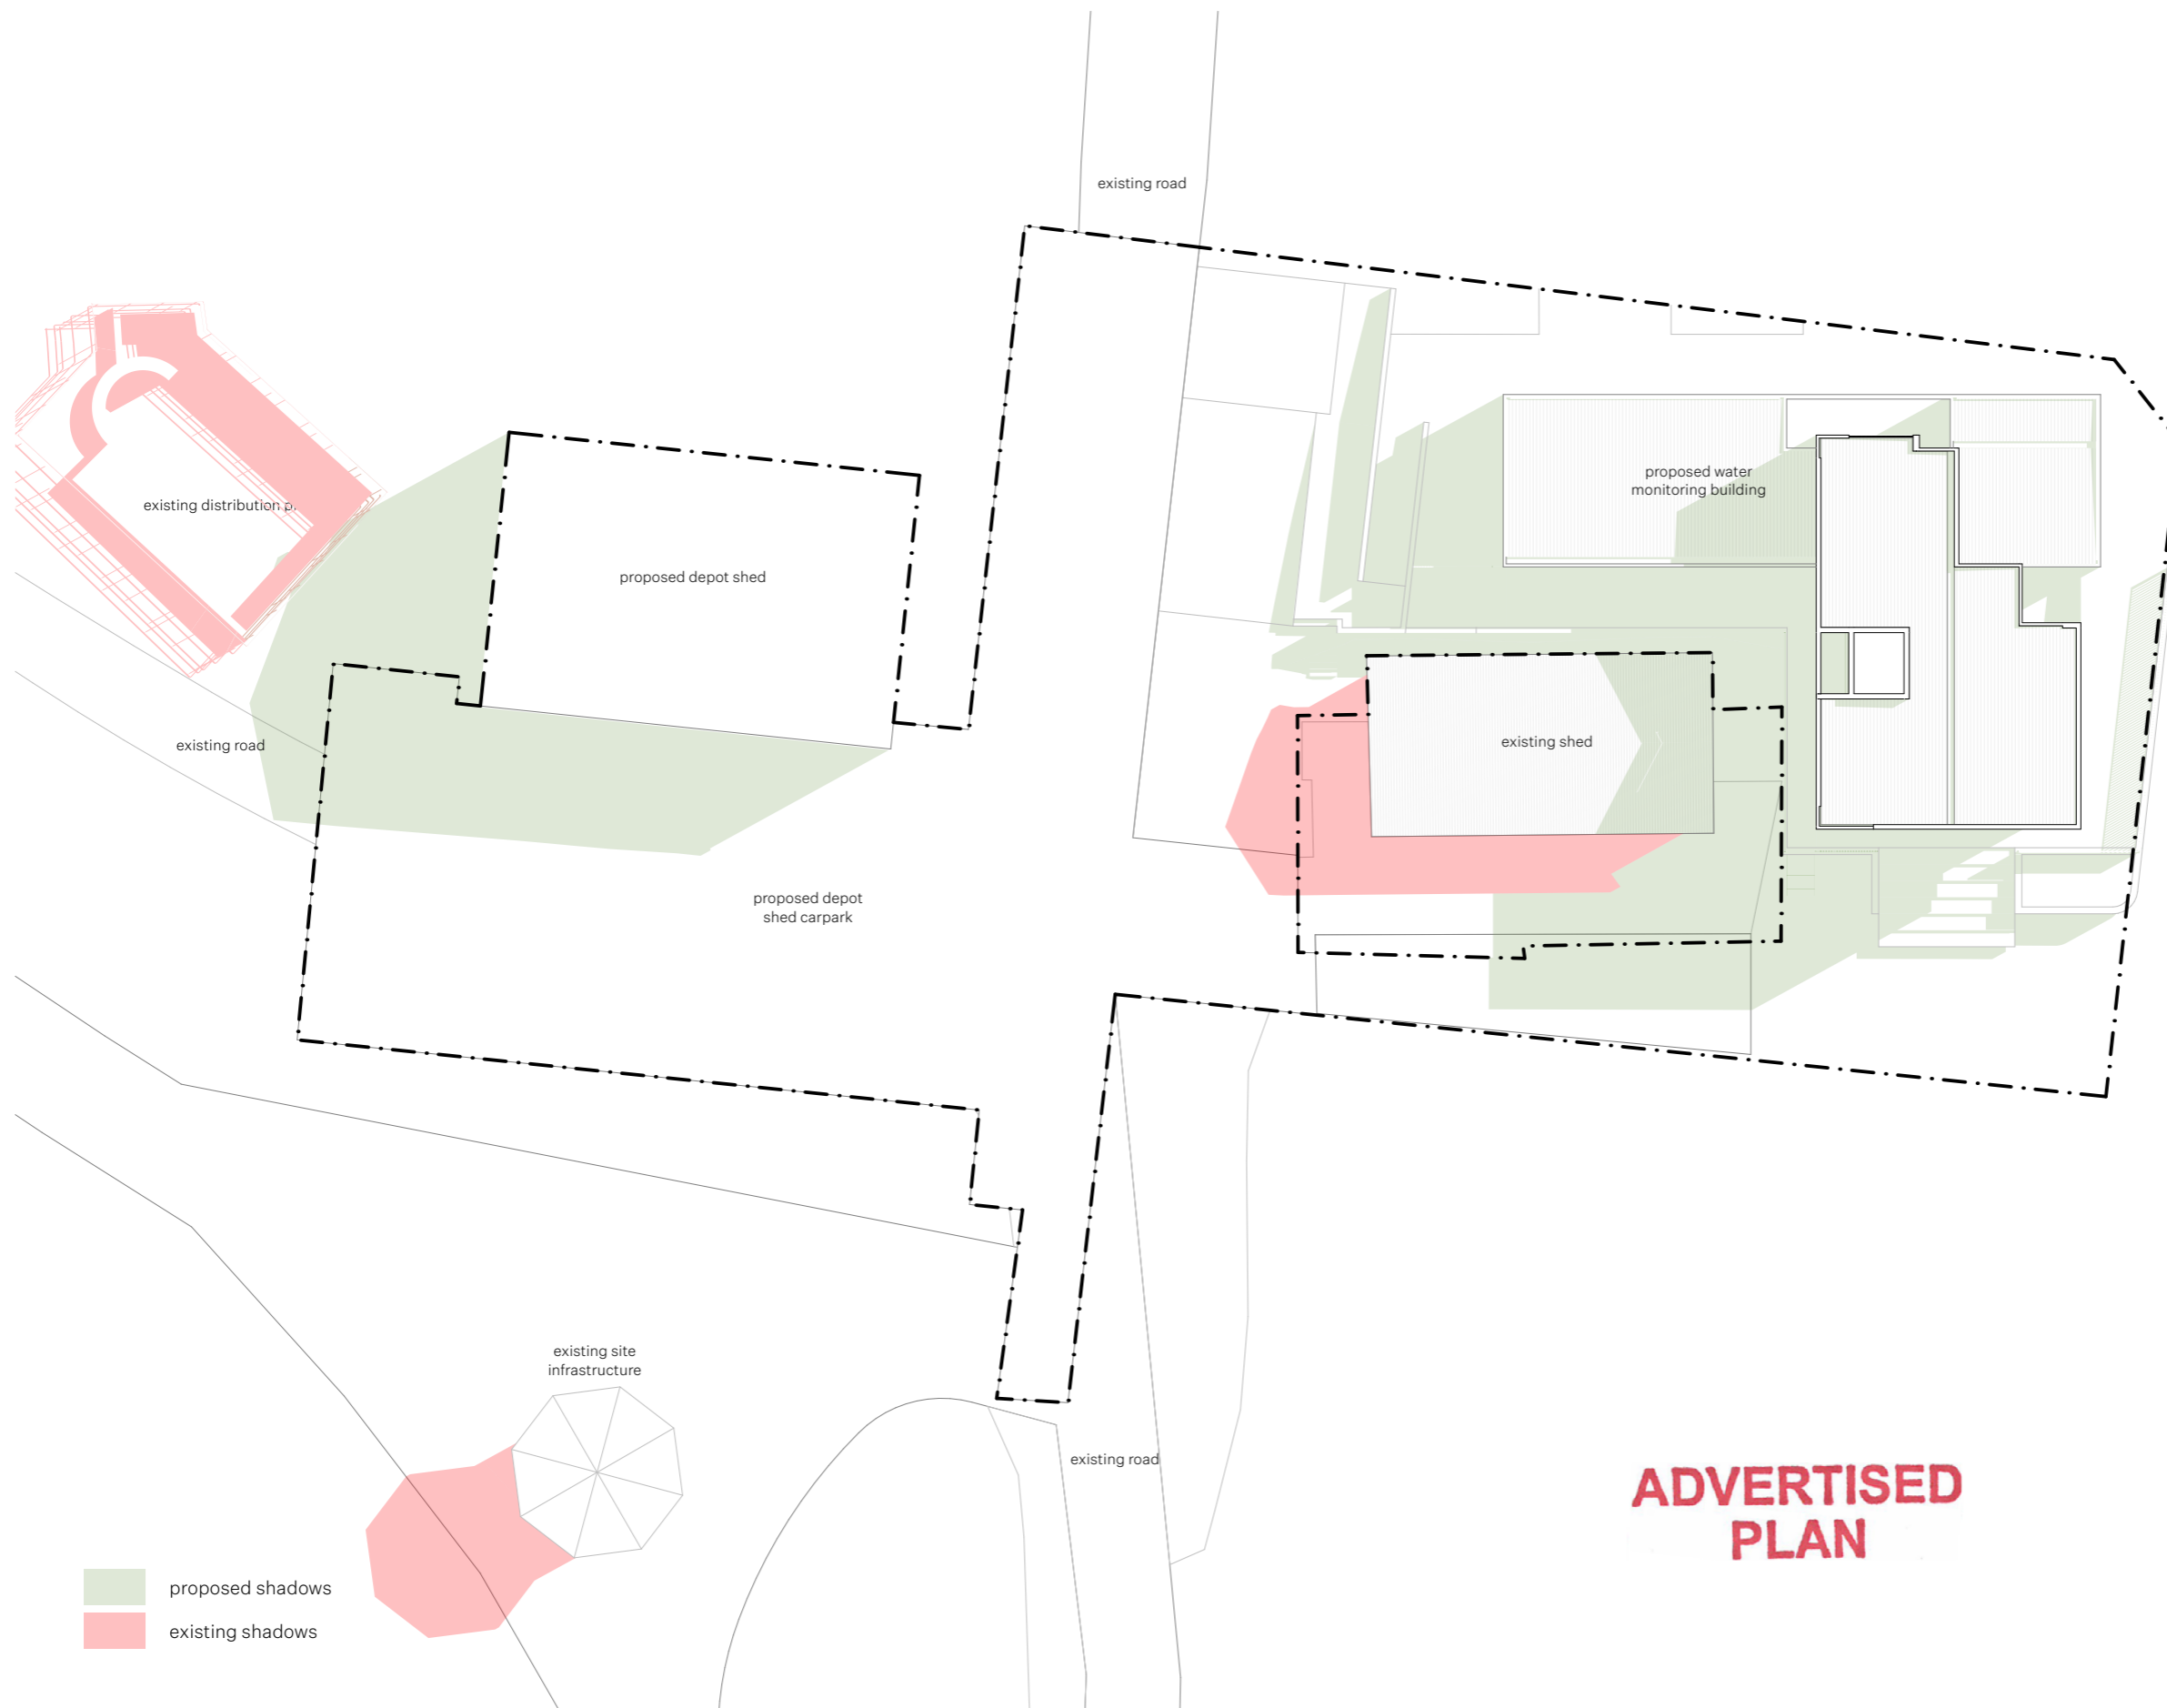 existing road
existing distribution p.
proposed water
monitoring building
proposed depot shed
existing road
existing shed
proposed depot
shed carpark
existing site
infrastructure
existing road
ADVERTISED
PLAN
proposed shadows
existing shadows